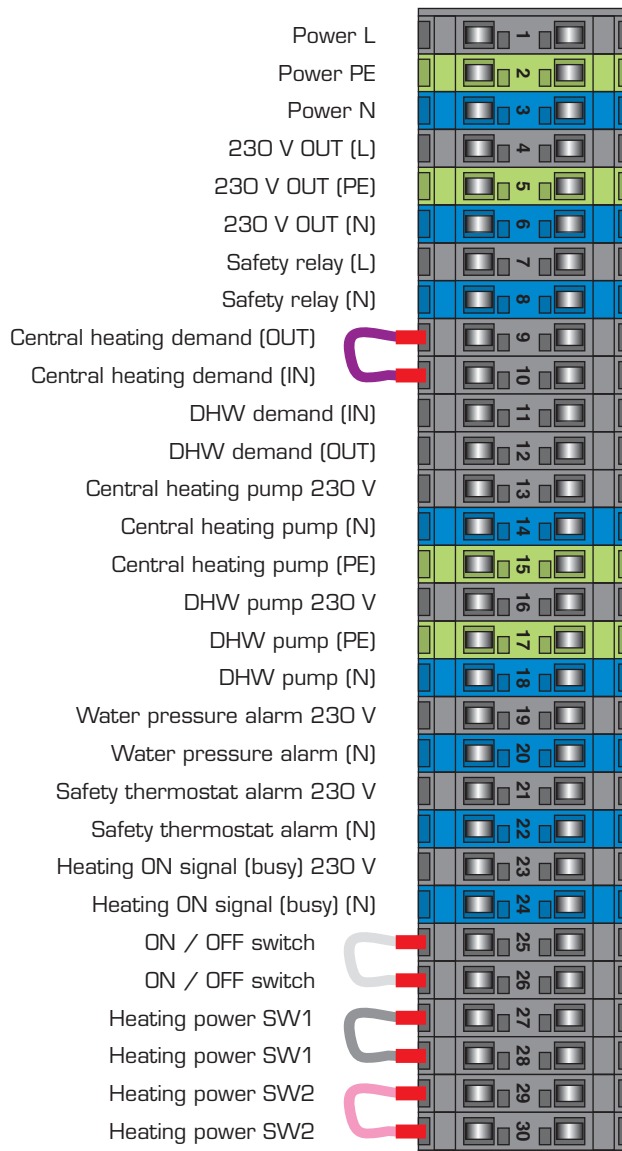 Power L 1
Power PE 2
Power N 3
230 V OUT (L) 4
230 V OUT (PE) 5
230 V OUT (N) 6
Safety relay (L) 7
Safety relay (N) 8
Central heating demand (OUT) 9
Central heating demand (IN) 10
DHW demand (IN) 11
DHW demand (OUT) 12
Central heating pump 230 V 13
Central heating pump (N) 14
Central heating pump (PE) 15
DHW pump 230 V 16
DHW pump (PE) 17
DHW pump (N) 18
Water pressure alarm 230 V 19
Water pressure alarm (N) 20
Safety thermostat alarm 230 V 21
Safety thermostat alarm (N) 22
Heating ON signal (busy) 230 V 23
Heating ON signal (busy) (N) 24
ON / OFF switch 25
ON / OFF switch 26
Heating power SW1 27
Heating power SW1 28
Heating power SW2 29
Heating power SW2 30